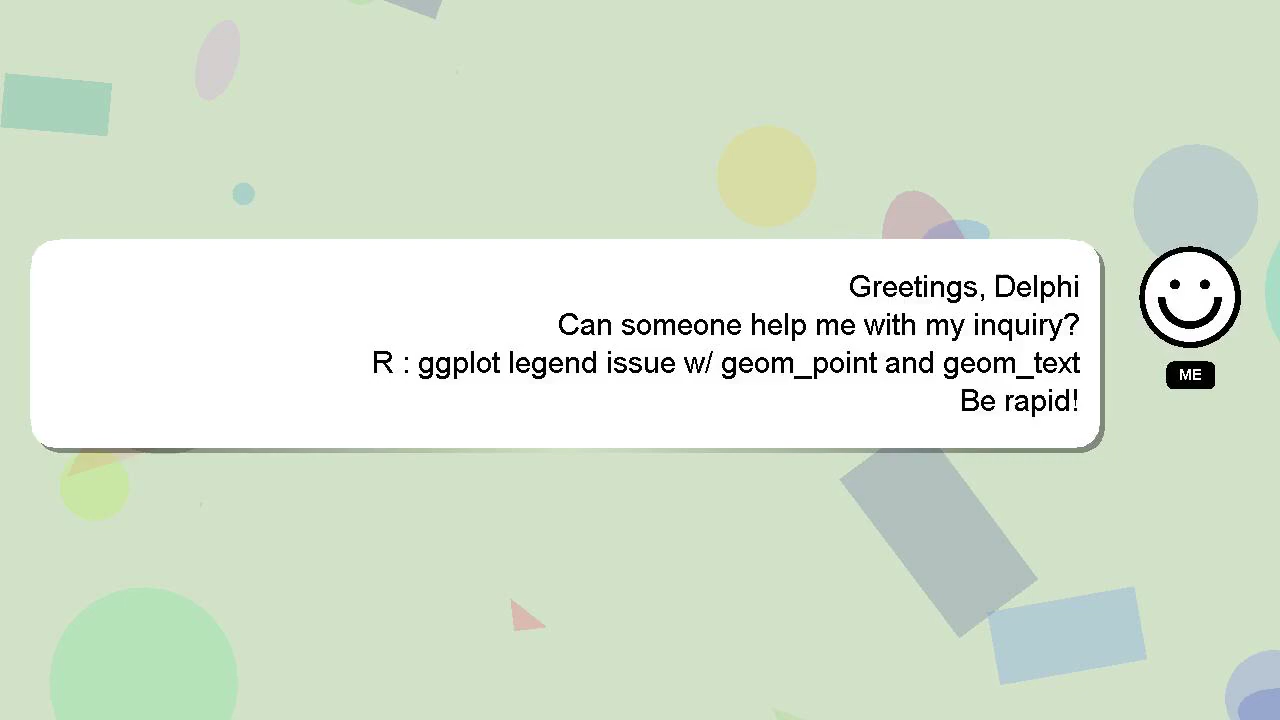 Greetings, Delphi
Can someone help me with my inquiry?
R : ggplot legend issue w/ geom_point and geom_text
Be rapid!
ME